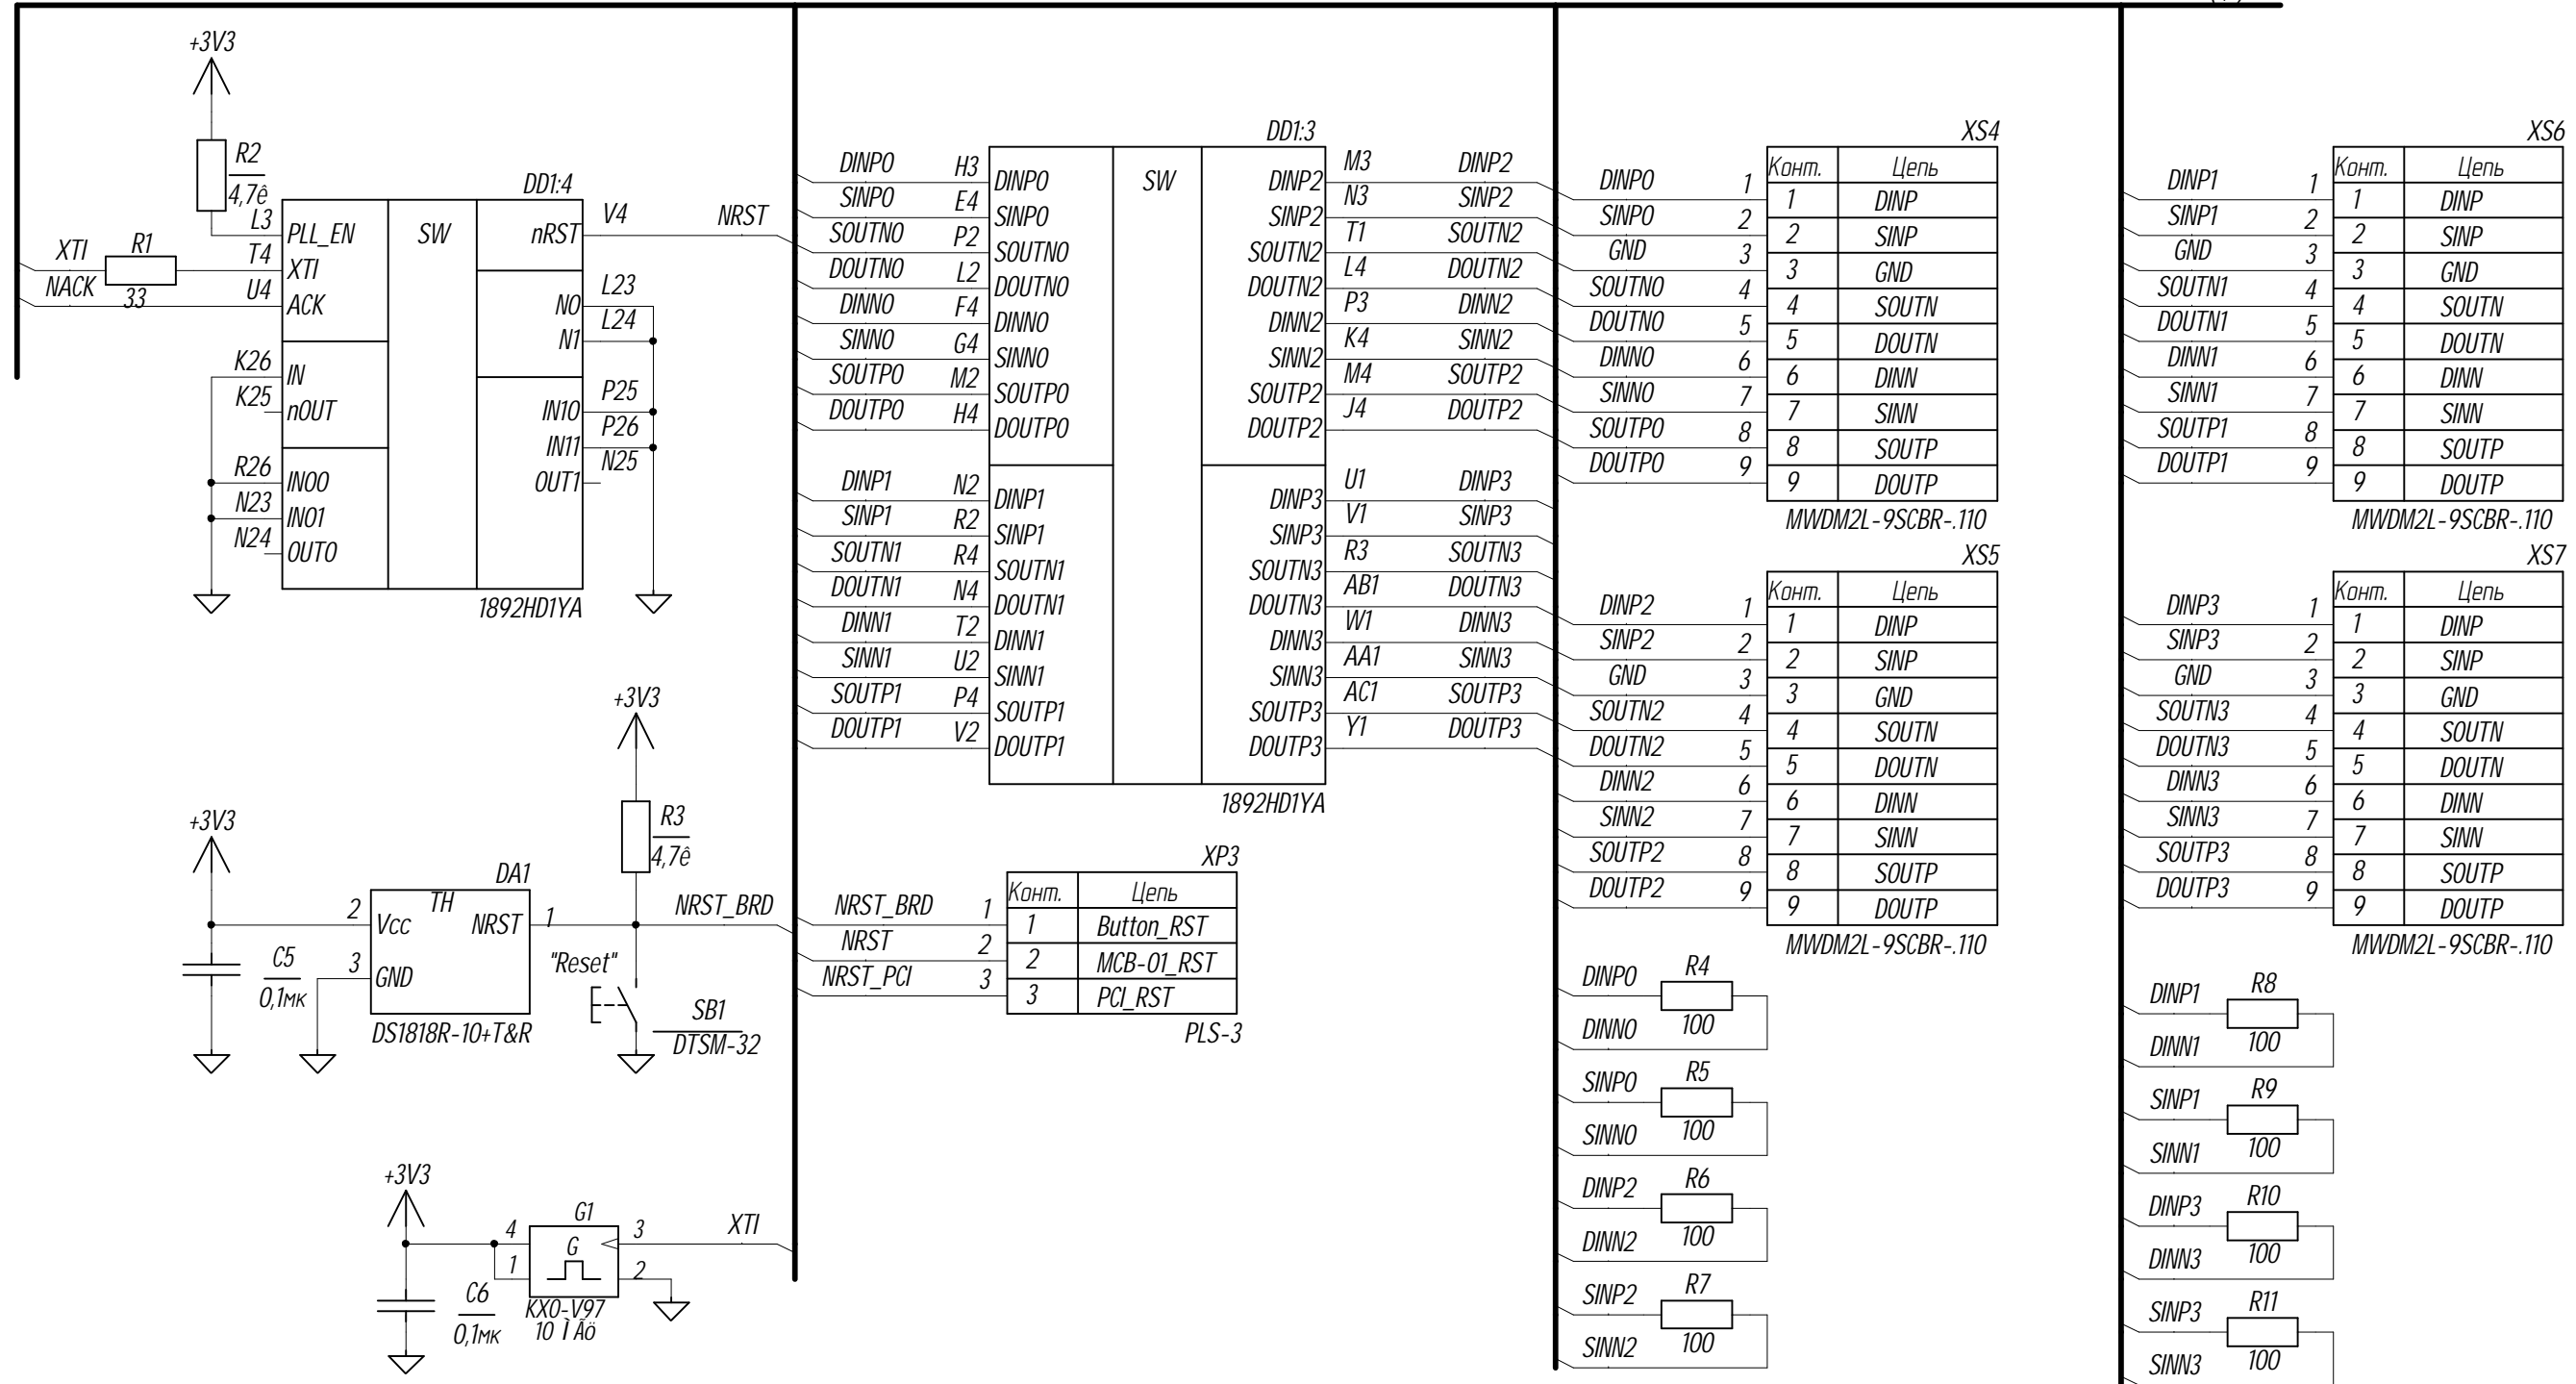 +3V3
R2
4,7ê
DD1:4
L3 PLL_EN SW nRST V4 NRST
XTI R1 33 T4 XTI
NACK U4 ACK
N0 L23
N1 L24
K26 IN
K25 nOUT
IN10 P25
IN11 P26
OUT1 N25
R26 IN00
N23 IN01
N24 OUT0
1892HD1YA
+3V3
R3
4,7ê
+3V3
DA1
2 Vcc TH NRST 1 NRST_BRD
3 GND
C5
0,1мк
DS1818R-10+T&R
"Reset"
SB1
DTSM-32
+3V3
G1
4 G 3 XTI
1 2
C6
0,1мк
KXO-V97
10 Ì Ãö
DD1:3
SW
DINP0 H3 DINP0 DINP2 M3 DINP2
SINP0 E4 SINP0 SINP2 N3 SINP2
SOUTN0 P2 SOUTN0 SOUTN2 T1 SOUTN2
DOUTN0 L2 DOUTN0 DOUTN2 L4 DOUTN2
DINN0 F4 DINN0 DINN2 P3 DINN2
SINN0 G4 SINN0 SINN2 K4 SINN2
SOUTP0 M2 SOUTP0 SOUTP2 M4 SOUTP2
DOUTP0 H4 DOUTP0 DOUTP2 J4 DOUTP2
DINP1 N2 DINP1 DINP3 U1 DINP3
SINP1 R2 SINP1 SINP3 V1 SINP3
SOUTN1 R4 SOUTN1 SOUTN3 R3 SOUTN3
DOUTN1 N4 DOUTN1 DOUTN3 AB1 DOUTN3
DINN1 T2 DINN1 DINN3 W1 DINN3
SINN1 U2 SINN1 SINN3 AA1 SINN3
SOUTP1 P4 SOUTP1 SOUTP3 AC1 SOUTP3
DOUTP1 V2 DOUTP1 DOUTP3 Y1 DOUTP3
1892HD1YA
XP3
Конт. Цепь
NRST_BRD 1 1 Button_RST
NRST 2 2 MCB-01_RST
NRST_PCI 3 3 PCI_RST
PLS-3
XS4
Конт. Цепь
DINP0 1 1 DINP
SINP0 2 2 SINP
GND 3 3 GND
SOUTN0 4 4 SOUTN
DOUTN0 5 5 DOUTN
DINN0 6 6 DINN
SINN0 7 7 SINN
SOUTP0 8 8 SOUTP
DOUTP0 9 9 DOUTP
MWDM2L-9SCBR-.110
XS5
Конт. Цепь
DINP2 1 1 DINP
SINP2 2 2 SINP
GND 3 3 GND
SOUTN2 4 4 SOUTN
DOUTN2 5 5 DOUTN
DINN2 6 6 DINN
SINN2 7 7 SINN
SOUTP2 8 8 SOUTP
DOUTP2 9 9 DOUTP
MWDM2L-9SCBR-.110
DINP0 R4
DINN0 100
SINP0 R5
SINN0 100
DINP2 R6
DINN2 100
SINP2 R7
SINN2 100
XS6
Конт. Цепь
DINP1 1 1 DINP
SINP1 2 2 SINP
GND 3 3 GND
SOUTN1 4 4 SOUTN
DOUTN1 5 5 DOUTN
DINN1 6 6 DINN
SINN1 7 7 SINN
SOUTP1 8 8 SOUTP
DOUTP1 9 9 DOUTP
MWDM2L-9SCBR-.110
XS7
Конт. Цепь
DINP3 1 1 DINP
SINP3 2 2 SINP
GND 3 3 GND
SOUTN3 4 4 SOUTN
DOUTN3 5 5 DOUTN
DINN3 6 6 DINN
SINN3 7 7 SINN
SOUTP3 8 8 SOUTP
DOUTP3 9 9 DOUTP
MWDM2L-9SCBR-.110
DINP1 R8
DINN1 100
SINP1 R9
SINN1 100
DINP3 R10
DINN3 100
SINP3 R11
SINN3 100